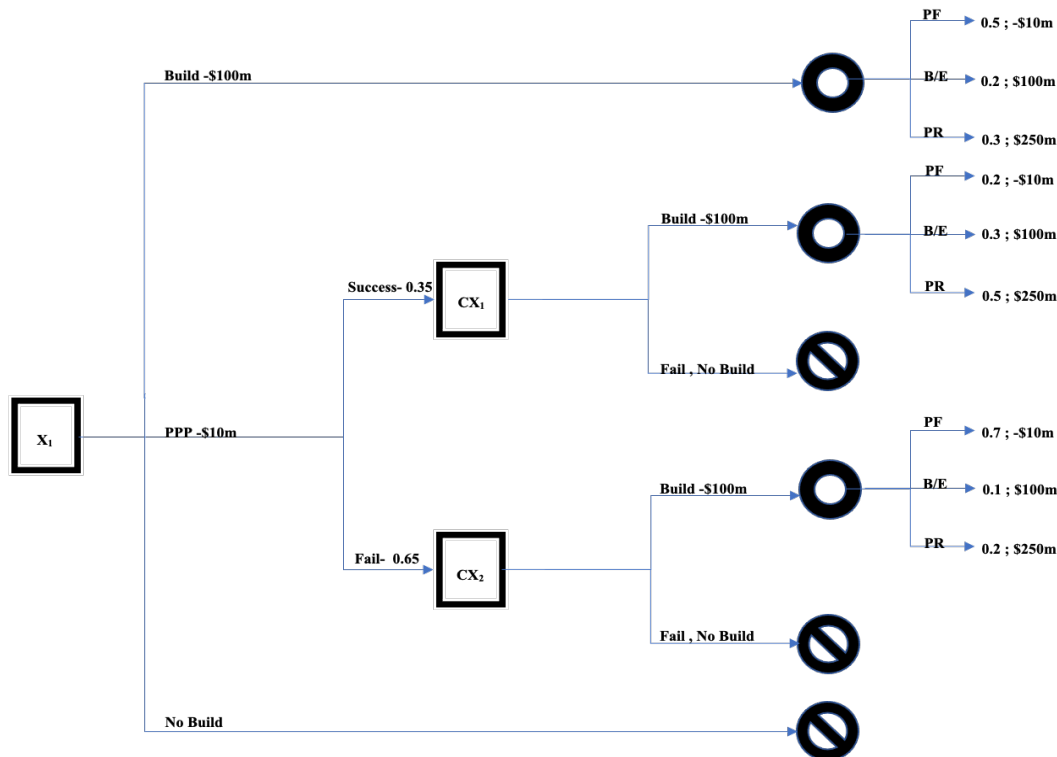 PF
0.5 ; -$10m
Build -$100m
B/E
0.2 ; $100m
PR
0.3 ; $250m
PF
0.2 ; -$10m
Build -$100m
B/E
0.3 ; $100m
Success- 0.35
CX₁
PR
0.5 ; $250m
Fail , No Build
X₁
PPP -$10m
PF
0.7 ; -$10m
Build -$100m
B/E
0.1 ; $100m
Fail- 0.65
CX₂
PR
0.2 ; $250m
Fail , No Build
No Build